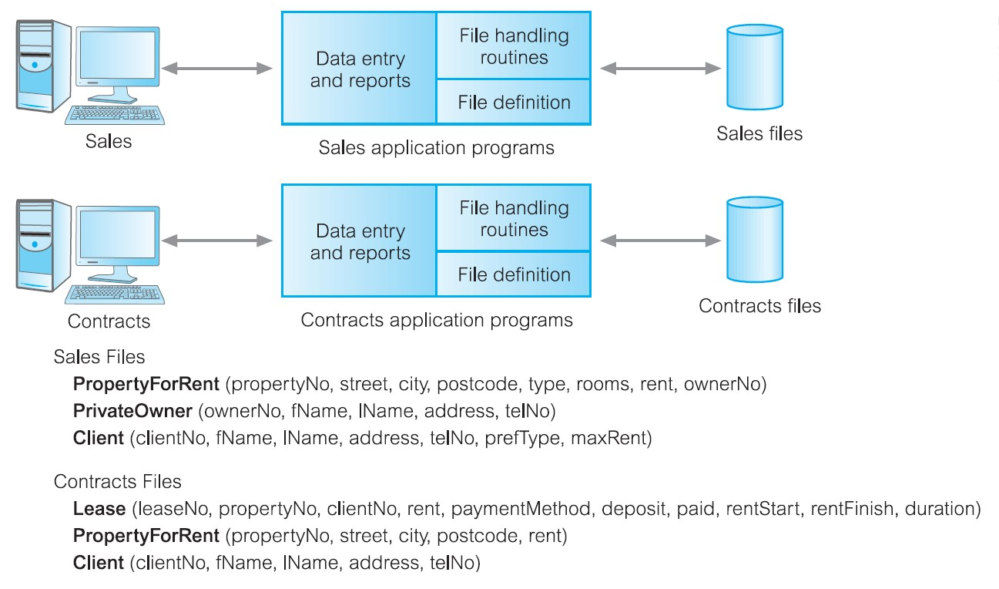 Data entry
and reports
File handling
routines
File definition
Sales
Sales application programs
Sales files
Data entry
and reports
File handling
routines
File definition
Contracts
Contracts application programs
Contracts files
Sales Files
PropertyForRent (propertyNo, street, city, postcode, type, rooms, rent, ownerNo)
PrivateOwner (ownerNo, fName, lName, address, telNo)
Client (clientNo, fName, lName, address, telNo, prefType, maxRent)
Contracts Files
Lease (leaseNo, propertyNo, clientNo, rent, paymentMethod, deposit, paid, rentStart, rentFinish, duration)
PropertyForRent (propertyNo, street, city, postcode, rent)
Client (clientNo, fName, lName, address, telNo)